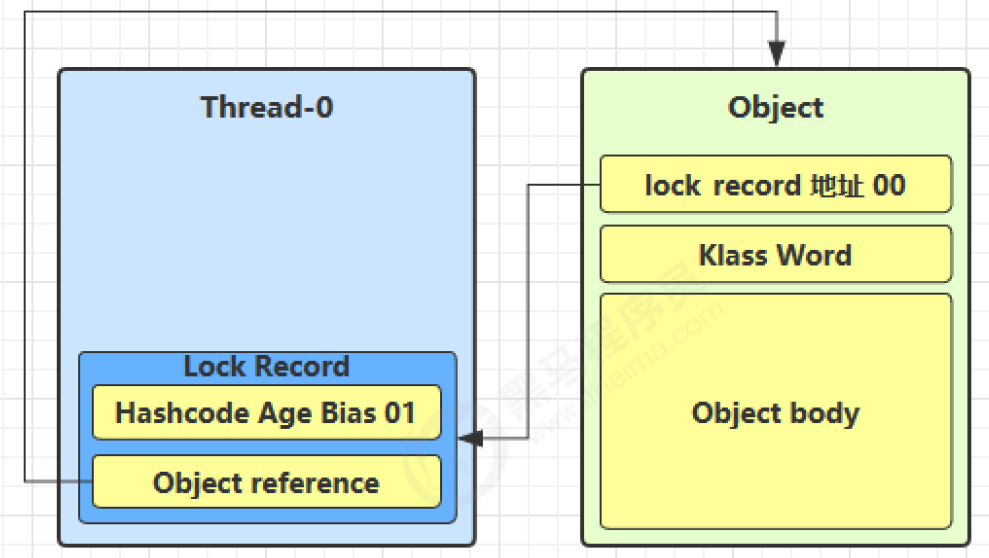 Thread-0
Lock Record
Hashcode Age Bias 01
Object reference
Object
lock record 地址 00
Klass Word
Object body
黑马程序员
www.itheima.com